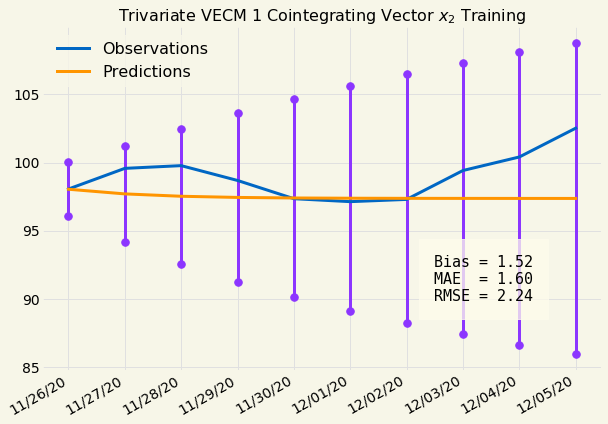 Trivariate VECM 1 Cointegrating Vector x₂ Training
Observations
Predictions
105
100
95
90
85
Bias = 1.52
MAE  = 1.60
RMSE = 2.24
11/26/20
11/27/20
11/28/20
11/29/20
11/30/20
12/01/20
12/02/20
12/03/20
12/04/20
12/05/20